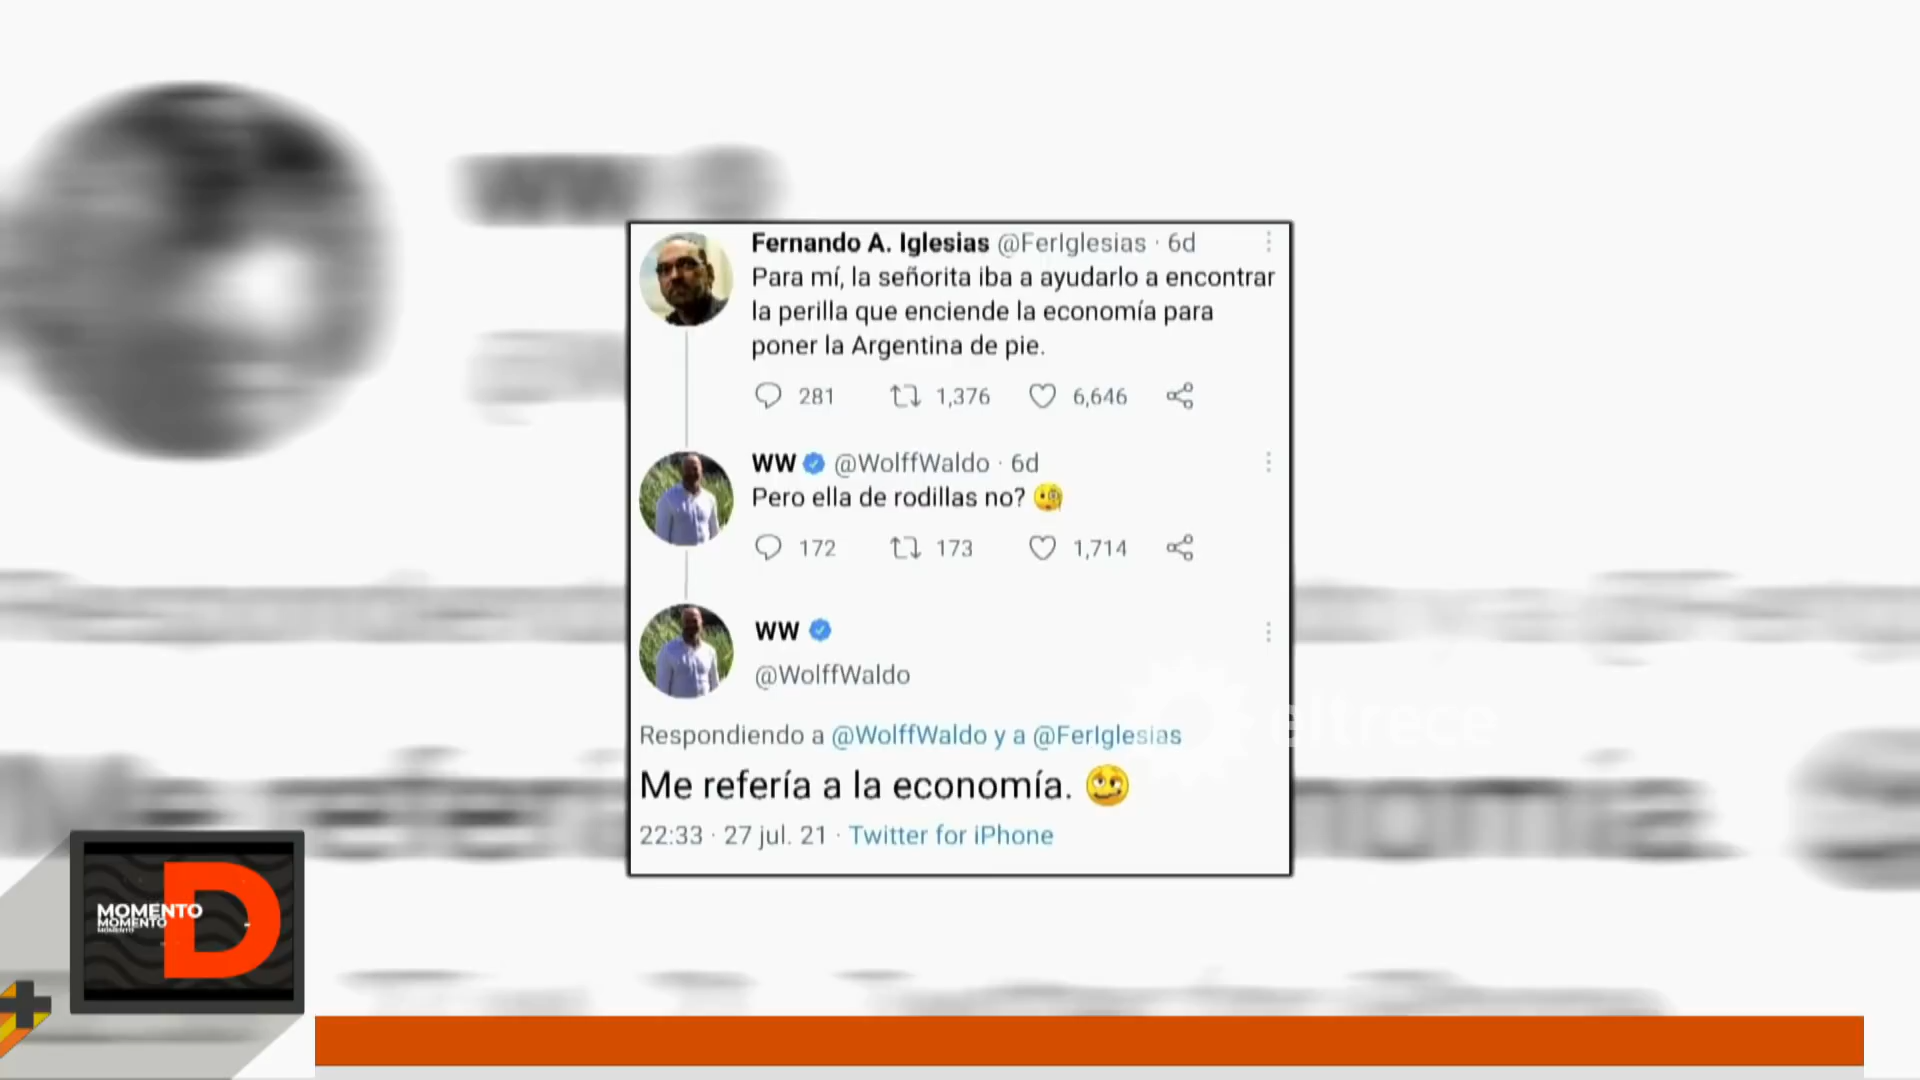 WW
Fernando A. Iglesias @FerIglesias · 6d
Para mí, la señorita iba a ayudarlo a encontrar
la perilla que enciende la economía para
poner la Argentina de pie.
281 1,376 6,646
WW @WolffWaldo · 6d
Pero ella de rodillas no? 🧐
172 173 1,714
WW
@WolffWaldo
Respondiendo a @WolffWaldo y a @FerIglesias
eltrece
Me refería a la economía. 🥴
22:33 · 27 jul. 21 · Twitter for iPhone
MOMENTO
MOMENTO
MOMENTO
D